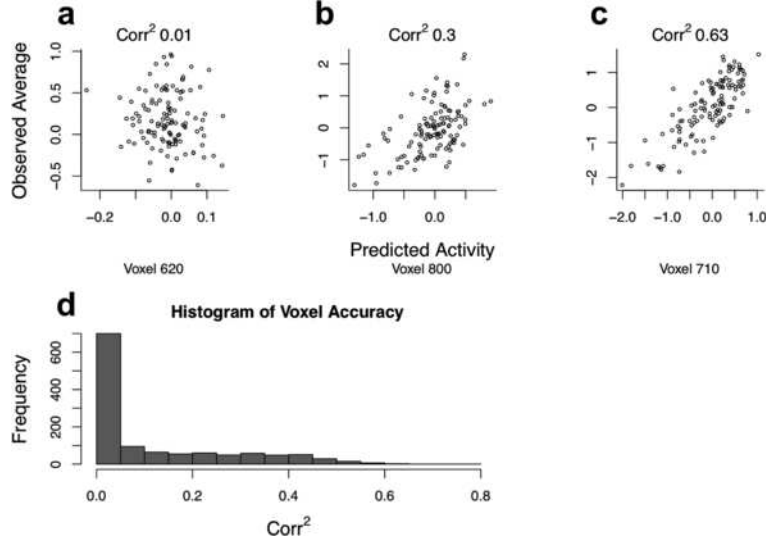 a
Corr² 0.01
b
Corr² 0.3
c
Corr² 0.63
Observed Average
1.0
0.5
0.0
−0.5
−0.2
0.0
0.1
2
1
0
−1
−1.0
0.0
1
0
−1
−2
−2.0
−1.0
0.0
1.0
Predicted Activity
Voxel 620
Voxel 800
Voxel 710
d
Histogram of Voxel Accuracy
Frequency
600
400
200
0
0.0
0.2
0.4
0.6
0.8
Corr²